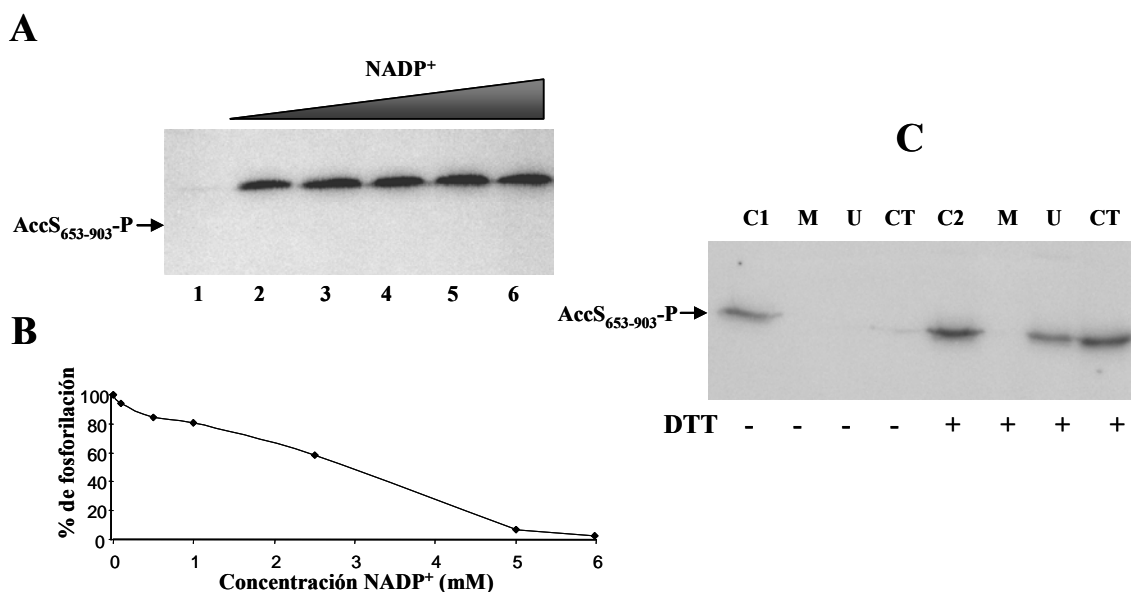 A
NADP⁺
AccS₆₅₃₋₉₀₃-P
1 2 3 4 5 6
B
% de fosforilación
100
80
60
40
20
0
0 1 2 3 4 5 6
Concentración NADP⁺ (mM)
C
C1 M U CT C2 M U CT
AccS₆₅₃₋₉₀₃-P
DTT - - - - + + + +